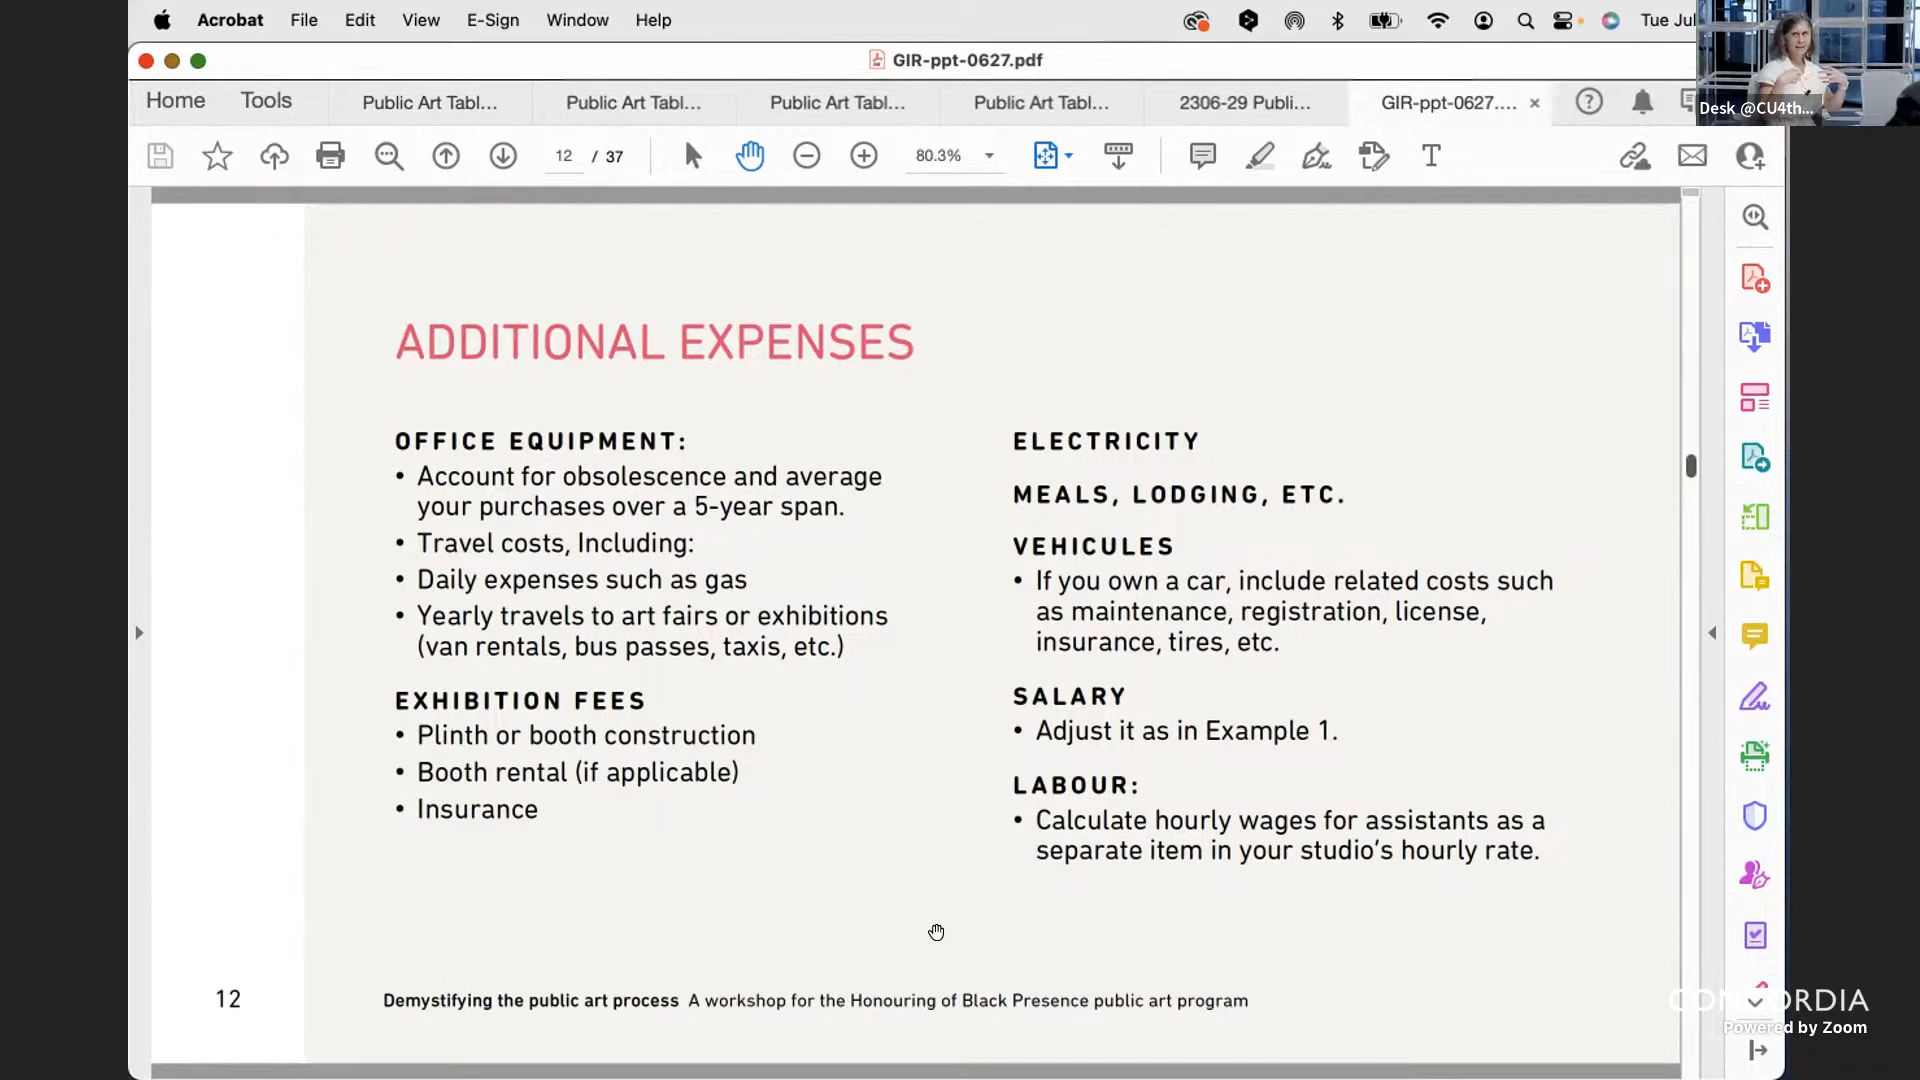 Acrobat File Edit View E-Sign Window Help Tue Jul
GIR-ppt-0627.pdf
Home Tools Public Art Tabl... Public Art Tabl... Public Art Tabl... Public Art Tabl... 2306-29 Publi... GIR-ppt-0627....
Desk @CU4th...
12 / 37 80.3%
ADDITIONAL EXPENSES
OFFICE EQUIPMENT:
• Account for obsolescence and average
your purchases over a 5-year span.
• Travel costs, Including:
• Daily expenses such as gas
• Yearly travels to art fairs or exhibitions
(van rentals, bus passes, taxis, etc.)
EXHIBITION FEES
• Plinth or booth construction
• Booth rental (if applicable)
• Insurance
ELECTRICITY
MEALS, LODGING, ETC.
VEHICULES
• If you own a car, include related costs such
as maintenance, registration, license,
insurance, tires, etc.
SALARY
• Adjust it as in Example 1.
LABOUR:
• Calculate hourly wages for assistants as a
separate item in your studio's hourly rate.
12
Demystifying the public art process A workshop for the Honouring of Black Presence public art program
CONCORDIA
Powered by Zoom